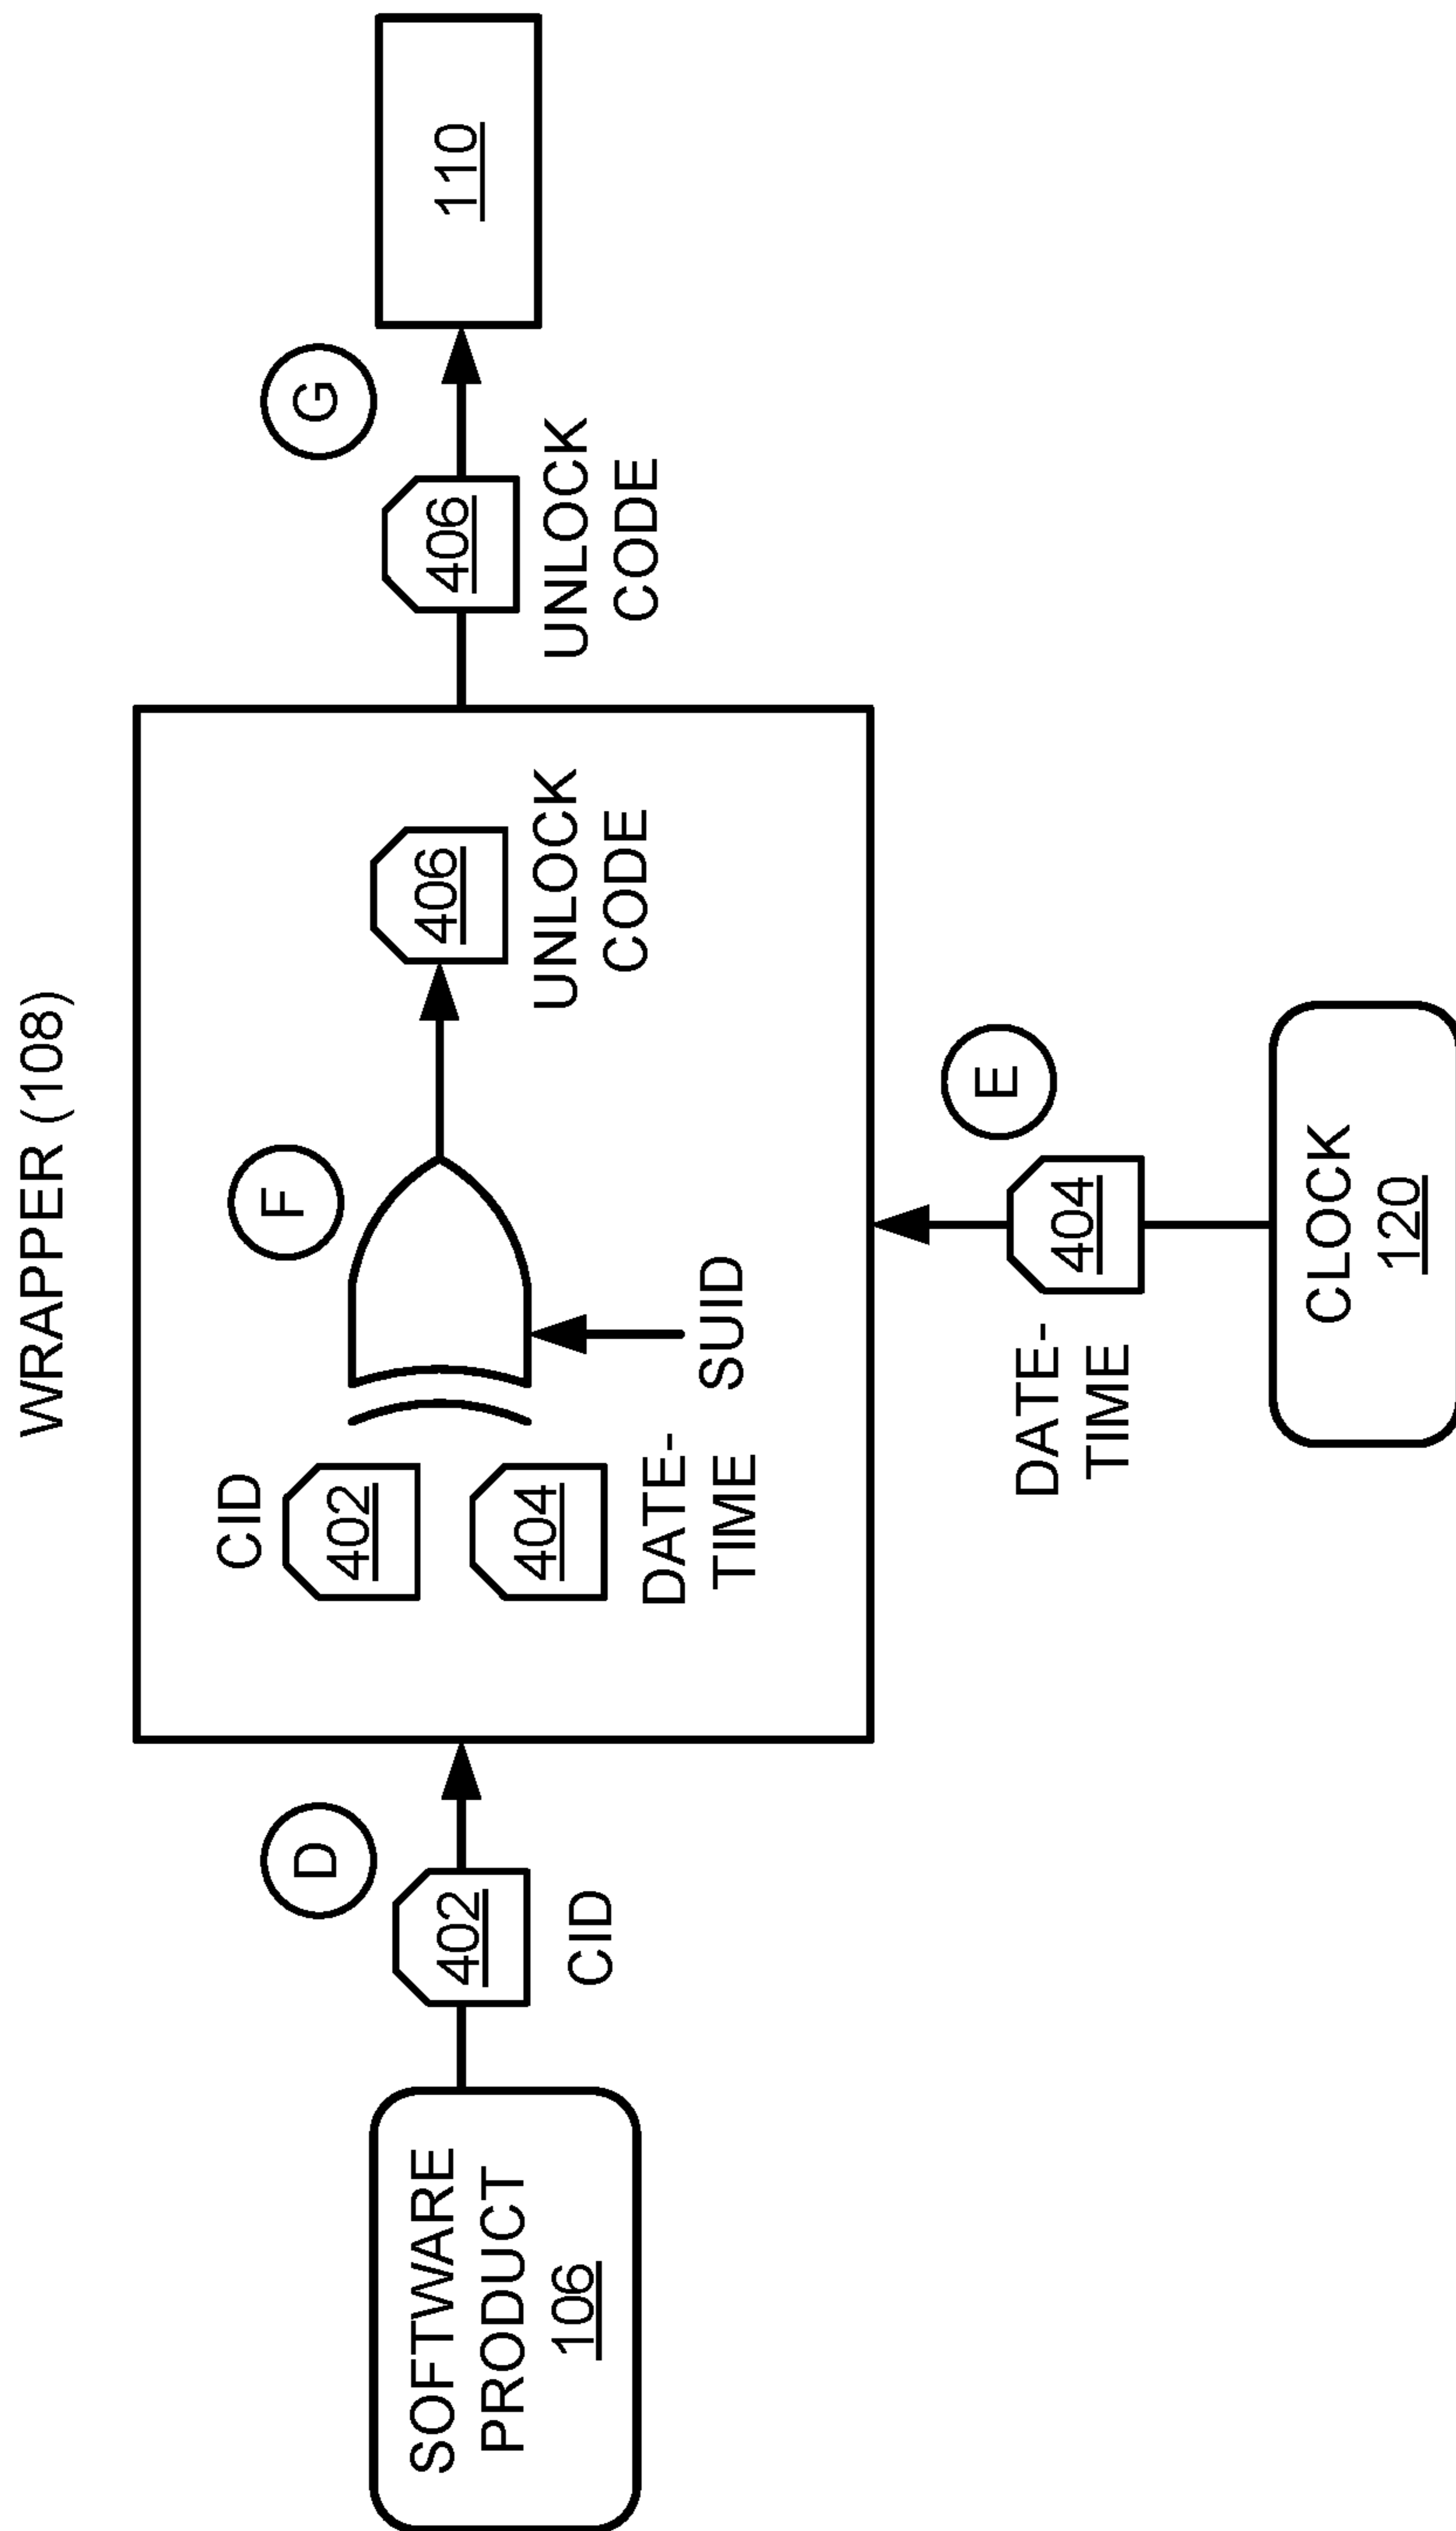 WRAPPER (108)
SOFTWARE
PRODUCT
106
D
402
CID
CID
402
404
DATE-
TIME
F
SUID
406
UNLOCK
CODE
G
406
UNLOCK
CODE
110
E
DATE-
TIME
404
CLOCK
120